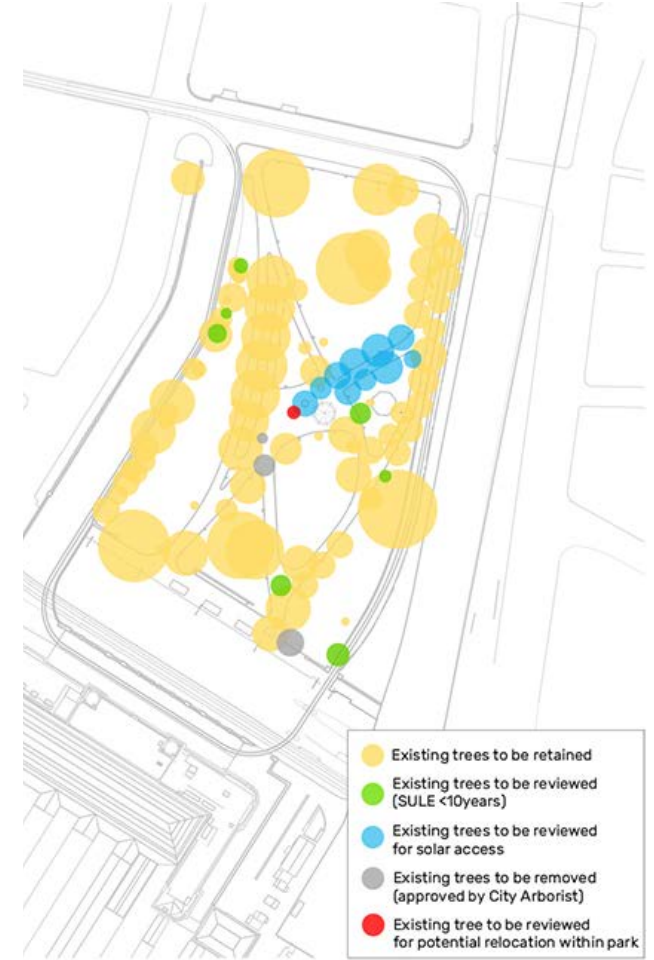 Existing trees to be retained
Existing trees to be reviewed
(SULE <10years)
Existing trees to be reviewed
for solar access
Existing trees to be removed
(approved by City Arborist)
Existing tree to be reviewed
for potential relocation within park